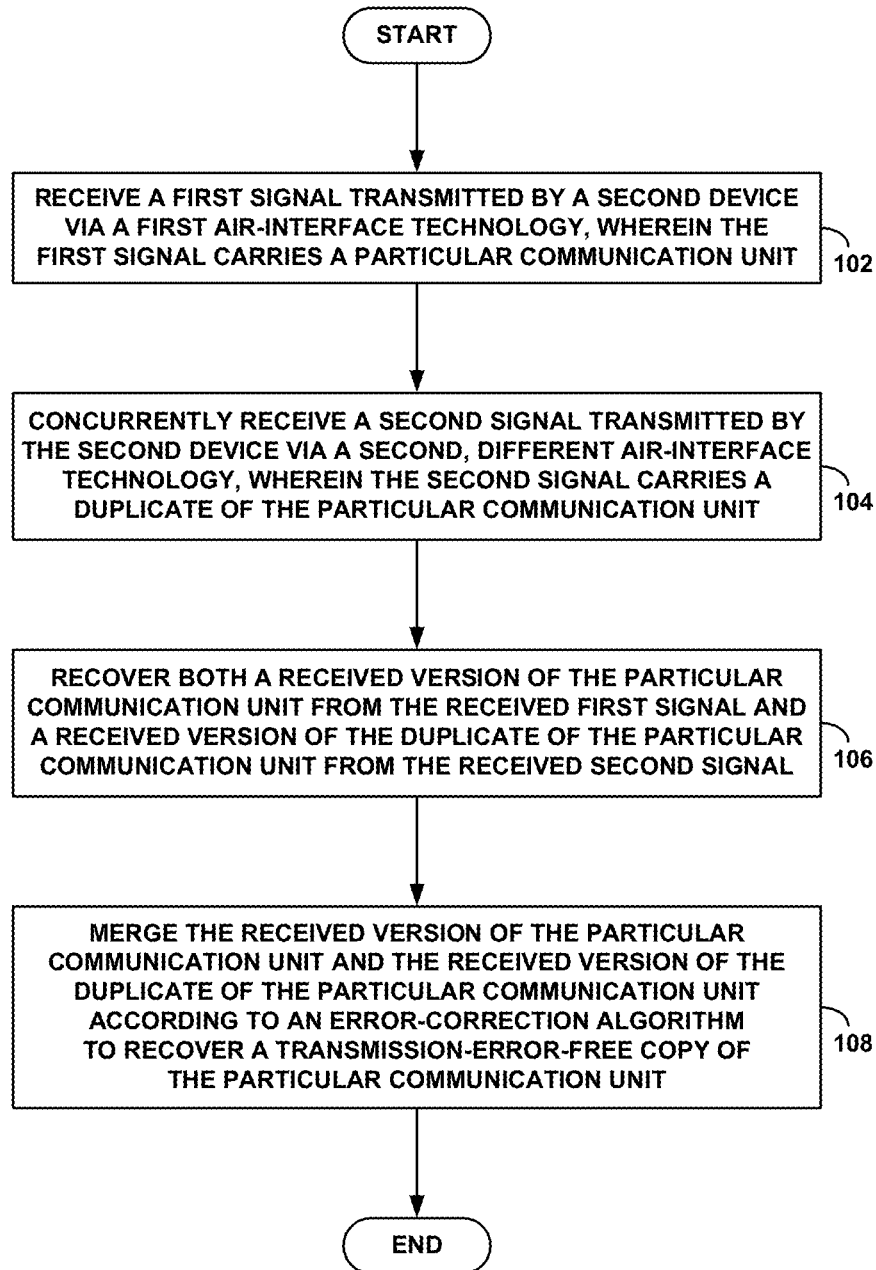 START
RECEIVE A FIRST SIGNAL TRANSMITTED BY A SECOND DEVICE
VIA A FIRST AIR-INTERFACE TECHNOLOGY, WHEREIN THE
FIRST SIGNAL CARRIES A PARTICULAR COMMUNICATION UNIT
102
CONCURRENTLY RECEIVE A SECOND SIGNAL TRANSMITTED BY
THE SECOND DEVICE VIA A SECOND, DIFFERENT AIR-INTERFACE
TECHNOLOGY, WHEREIN THE SECOND SIGNAL CARRIES A
DUPLICATE OF THE PARTICULAR COMMUNICATION UNIT
104
RECOVER BOTH A RECEIVED VERSION OF THE PARTICULAR
COMMUNICATION UNIT FROM THE RECEIVED FIRST SIGNAL AND
A RECEIVED VERSION OF THE DUPLICATE OF THE PARTICULAR
COMMUNICATION UNIT FROM THE RECEIVED SECOND SIGNAL
106
MERGE THE RECEIVED VERSION OF THE PARTICULAR
COMMUNICATION UNIT AND THE RECEIVED VERSION OF THE
DUPLICATE OF THE PARTICULAR COMMUNICATION UNIT
ACCORDING TO AN ERROR-CORRECTION ALGORITHM
TO RECOVER A TRANSMISSION-ERROR-FREE COPY OF
THE PARTICULAR COMMUNICATION UNIT
108
END